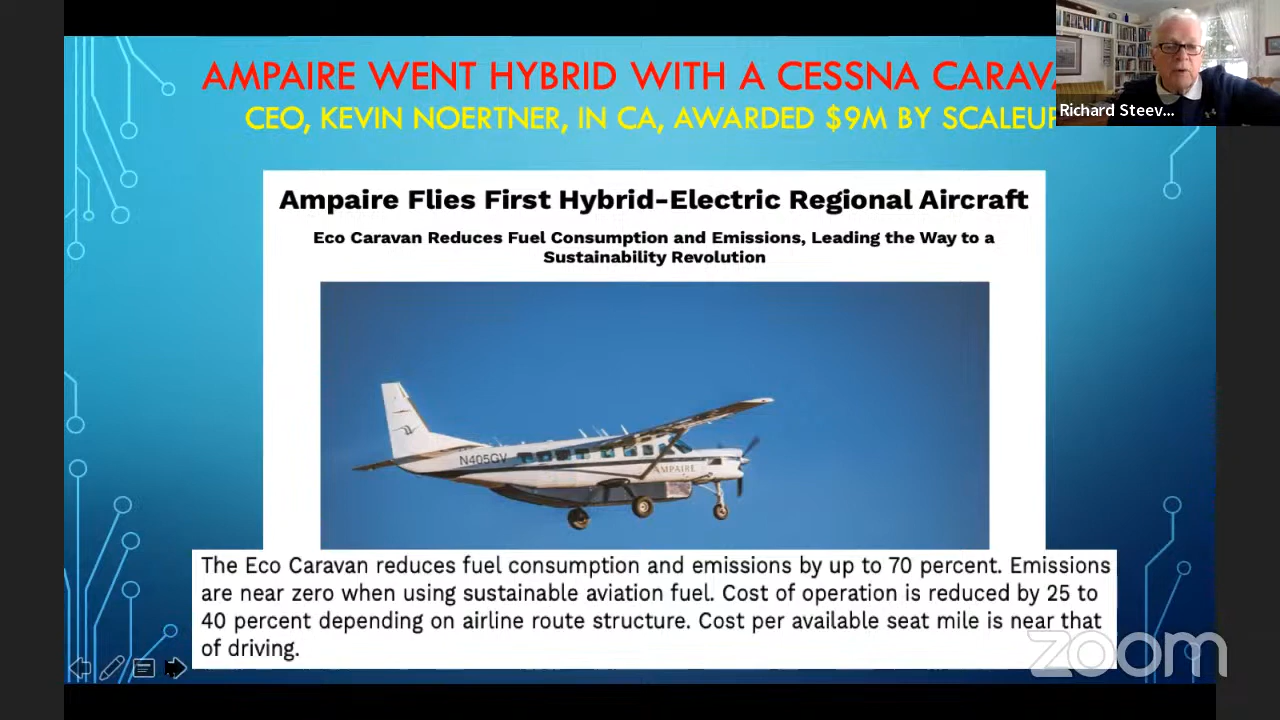 AMPAIRE WENT HYBRID WITH A CESSNA
CEO, KEVIN NOERTNER, IN CA, AWARDED $9M BY SCALEUP
Richard Steev...
Ampaire Flies First Hybrid-Electric Regional Aircraft
Eco Caravan Reduces Fuel Consumption and Emissions, Leading the Way to a
Sustainability Revolution
N405GV
AMPAIRE
The Eco Caravan reduces fuel consumption and emissions by up to 70 percent. Emissions
are near zero when using sustainable aviation fuel. Cost of operation is reduced by 25 to
40 percent depending on airline route structure. Cost per available seat mile is near that
of driving.
zoom